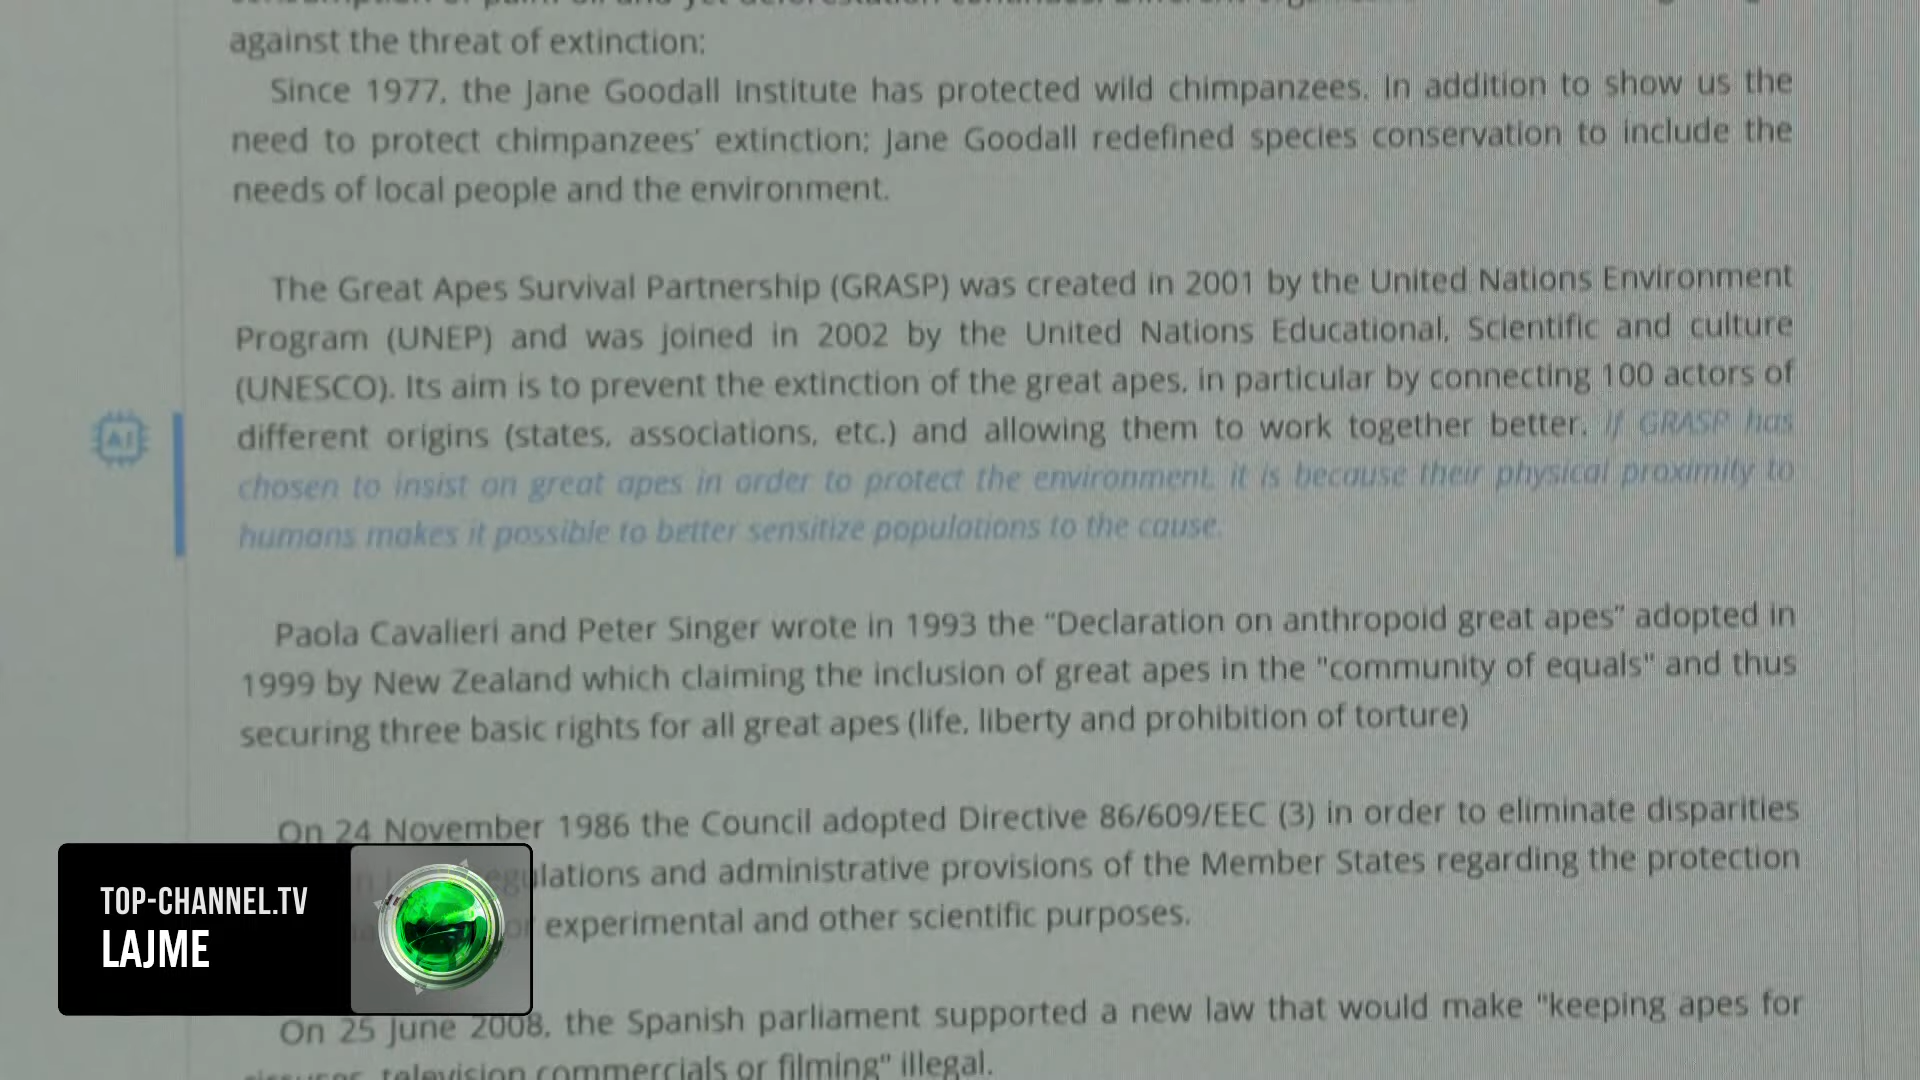 against the threat of extinction:
Since 1977, the Jane Goodall Institute has protected wild chimpanzees. In addition to show us the
need to protect chimpanzees' extinction; Jane Goodall redefined species conservation to include the
needs of local people and the environment.
The Great Apes Survival Partnership (GRASP) was created in 2001 by the United Nations Environment
Program (UNEP) and was joined in 2002 by the United Nations Educational, Scientific and culture
(UNESCO). Its aim is to prevent the extinction of the great apes, in particular by connecting 100 actors of
different origins (states, associations, etc.) and allowing them to work together better. If GRASP has
AI
chosen to insist on great apes in order to protect the environment, it is because their physical proximity to
humans makes it possible to better sensitize populations to the cause.
Paola Cavalieri and Peter Singer wrote in 1993 the “Declaration on anthropoid great apes” adopted in
1999 by New Zealand which claiming the inclusion of great apes in the "community of equals" and thus
securing three basic rights for all great apes (life, liberty and prohibition of torture)
On 24 November 1986 the Council adopted Directive 86/609/EEC (3) in order to eliminate disparities
and administrative provisions of the Member States regarding the protection
experimental and other scientific purposes.
TOP-CHANNEL.TV
LAJME
On 25 June 2008, the Spanish parliament supported a new law that would make "keeping apes for
television commercials or filming" illegal.